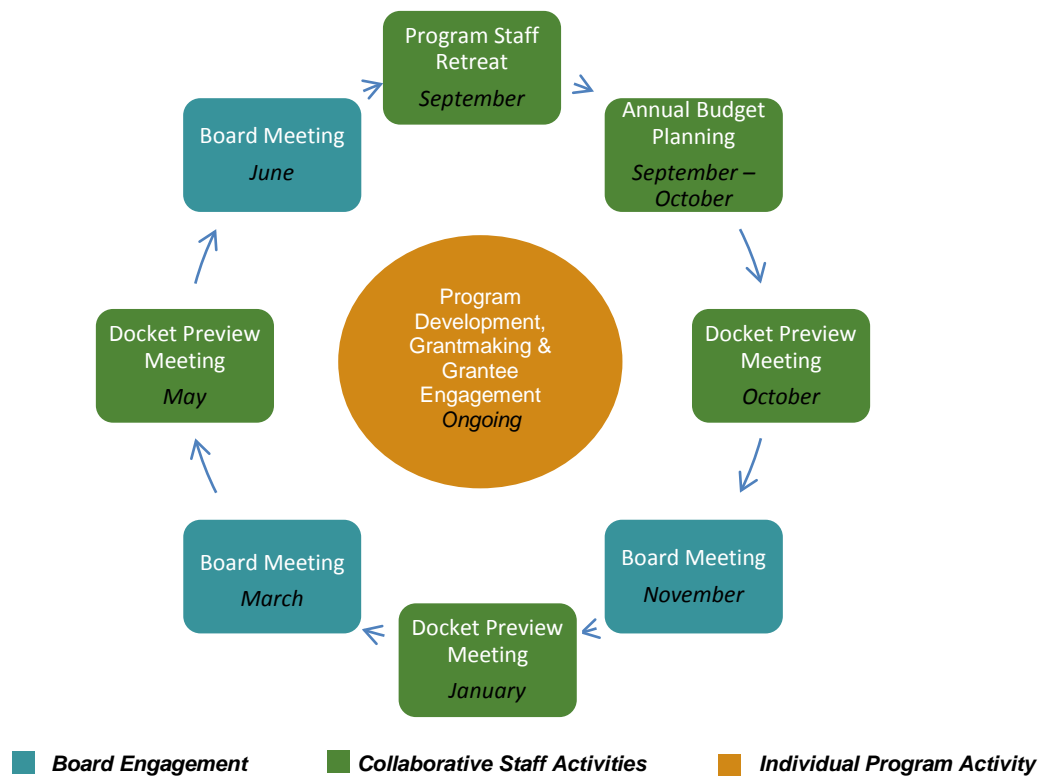 Program Staff
Retreat
September
Annual Budget
Planning
September –
October
Docket Preview
Meeting
October
Board Meeting
November
Docket Preview
Meeting
January
Board Meeting
March
Docket Preview
Meeting
May
Board Meeting
June
Program
Development,
Grantmaking &
Grantee
Engagement
Ongoing
Board Engagement
Collaborative Staff Activities
Individual Program Activity